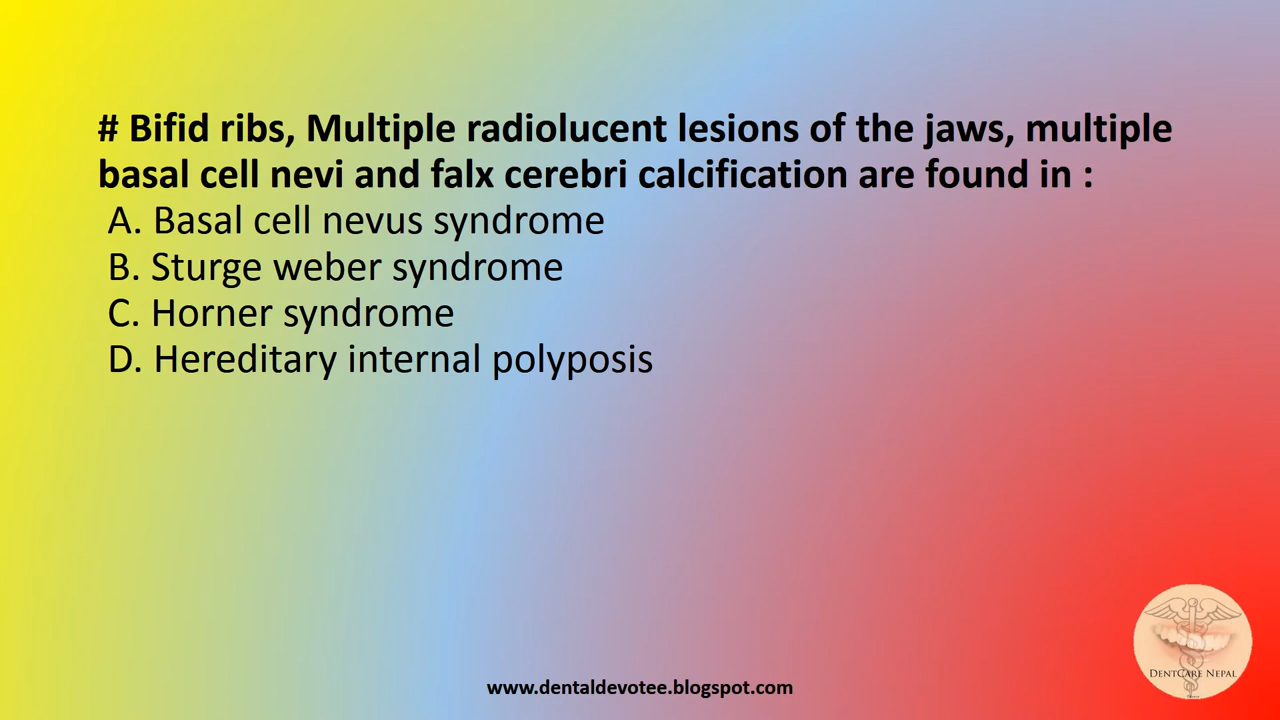 # Bifid ribs, Multiple radiolucent lesions of the jaws, multiple
basal cell nevi and falx cerebri calcification are found in :
A. Basal cell nevus syndrome
B. Sturge weber syndrome
C. Horner syndrome
D. Hereditary internal polyposis
DENTCARE NEPAL
www.dentaldevotee.blogspot.com